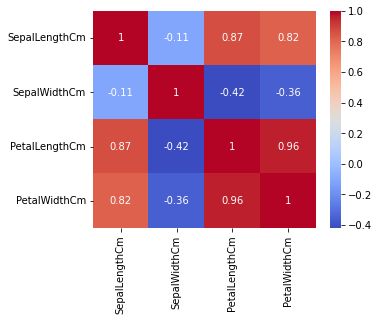 SepalLengthCm 1 -0.11 0.87 0.82
SepalWidthCm -0.11 1 -0.42 -0.36
PetalLengthCm 0.87 -0.42 1 0.96
PetalWidthCm 0.82 -0.36 0.96 1
SepalLengthCm
SepalWidthCm
PetalLengthCm
PetalWidthCm
1.0
0.8
0.6
0.4
0.2
0.0
−0.2
−0.4